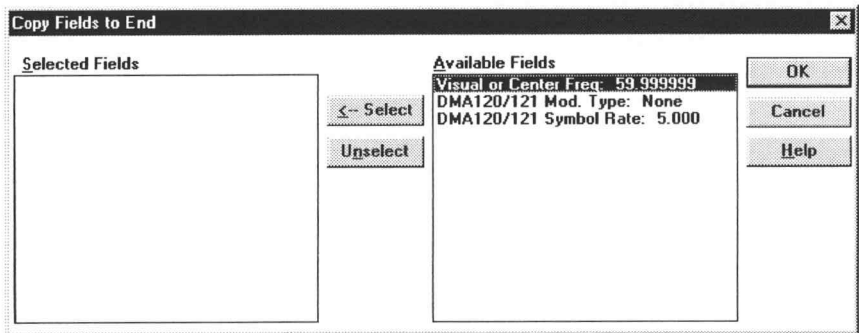 Copy Fields to End
Selected Fields
<-- Select
Unselect
Available Fields
Visual or Center Freq: 59.999999
DMA120/121 Mod. Type: None
DMA120/121 Symbol Rate: 5.000
OK
Cancel
Help